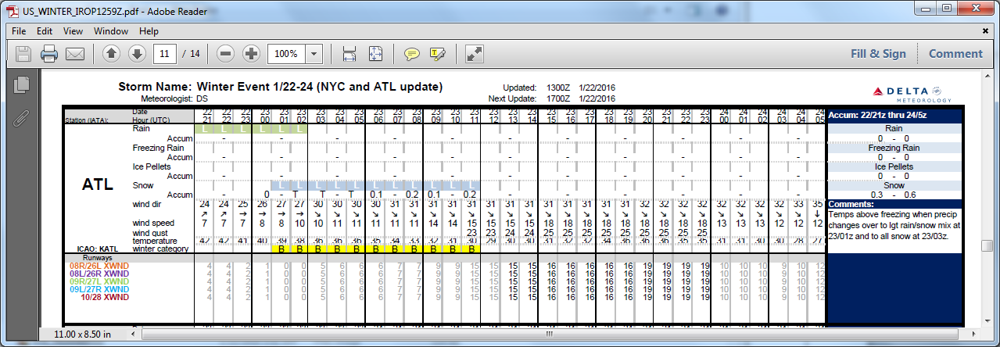 US_WINTER_IROP1259Z.pdf - Adobe Reader
File Edit View Window Help
11 / 14 100% Fill & Sign Comment
Storm Name: Winter Event 1/22-24 (NYC and ATL update) Updated: 1300Z 1/22/2016
Meteorologist: DS Next Update: 1700Z 1/22/2016
DELTA
METEOROLOGY
Date 22 22 22 23 23 23 23 23 23 23 23 23 23 23 23 23 23 23 23 23 23 23 23 23 23 23 23 24 24 24 24 24 24
Station (IATA): Hour (UTC) 21 22 23 00 01 02 03 04 05 06 07 08 09 10 11 12 13 14 15 16 17 18 19 20 21 22 23 00 01 02 03 04 05
Accum: 22/21z thru 24/5z
Rain L L L L L L
Rain
Accum - - - - - - - - - - -
0 - 0
Freezing Rain
Freezing Rain
Accum - - - - - - - - - - -
0 - 0
Ice Pellets
Ice Pellets
ATL
Accum - - - - - - - - - - -
0 - 0
Snow L L L L L L L L L L L
Snow
Accum - 0 - T T - T 0.1 - 0.2 0.1 - 0.2 - - - - - -
0.3 - 0.6
wind dir 24 24 25 26 27 27 30 30 30 30 31 31 31 31 31 31 31 31 31 31 31 31 31 32 32 32 32 32 32 32 32 33 35
Comments:
Temps above freezing when precip
changes over to lgt rain/snow mix at
23/01z and to all snow at 23/03z.
wind speed 7 7 7 8 8 10 10 11 11 11 11 11 11 14 15 15 15 15 15 18 18 18 18 18 18 18 18 13 13 13 12 12 12
wind gust 23 23 24 24 25 25 25 25 25 25 25 25 25
temperature 42 42 41 40 39 38 36 36 36 35 34 33 32 31 30 29 30 30 31 32 32 34 36 36 36 35 35 31 31 30 30 28 27
ICAO: KATL winter category B B B B B B B B B B B
Runways
08R/26L XWND 4 4 2 1 0 0 5 6 6 6 7 7 9 9 15 15 15 15 16 16 16 16 16 19 19 19 19 10 10 10 9 10 12
08L/26R XWND 4 4 2 1 0 0 5 6 6 6 7 7 9 9 15 15 15 15 16 16 16 16 16 19 19 19 19 10 10 10 9 10 12
09R/27L XWND 4 4 2 1 0 0 5 6 6 6 7 7 9 9 15 15 15 15 16 16 16 16 16 19 19 19 19 10 10 10 9 10 12
09L/27R XWND 4 4 2 1 0 0 5 6 6 6 7 7 9 9 15 15 15 15 16 16 16 16 16 19 19 19 19 10 10 10 9 10 12
10/28 XWND 4 4 2 1 0 0 5 6 6 6 7 7 9 9 15 15 15 15 16 16 16 16 16 19 19 19 19 10 10 10 9 10 12
11.00 x 8.50 in